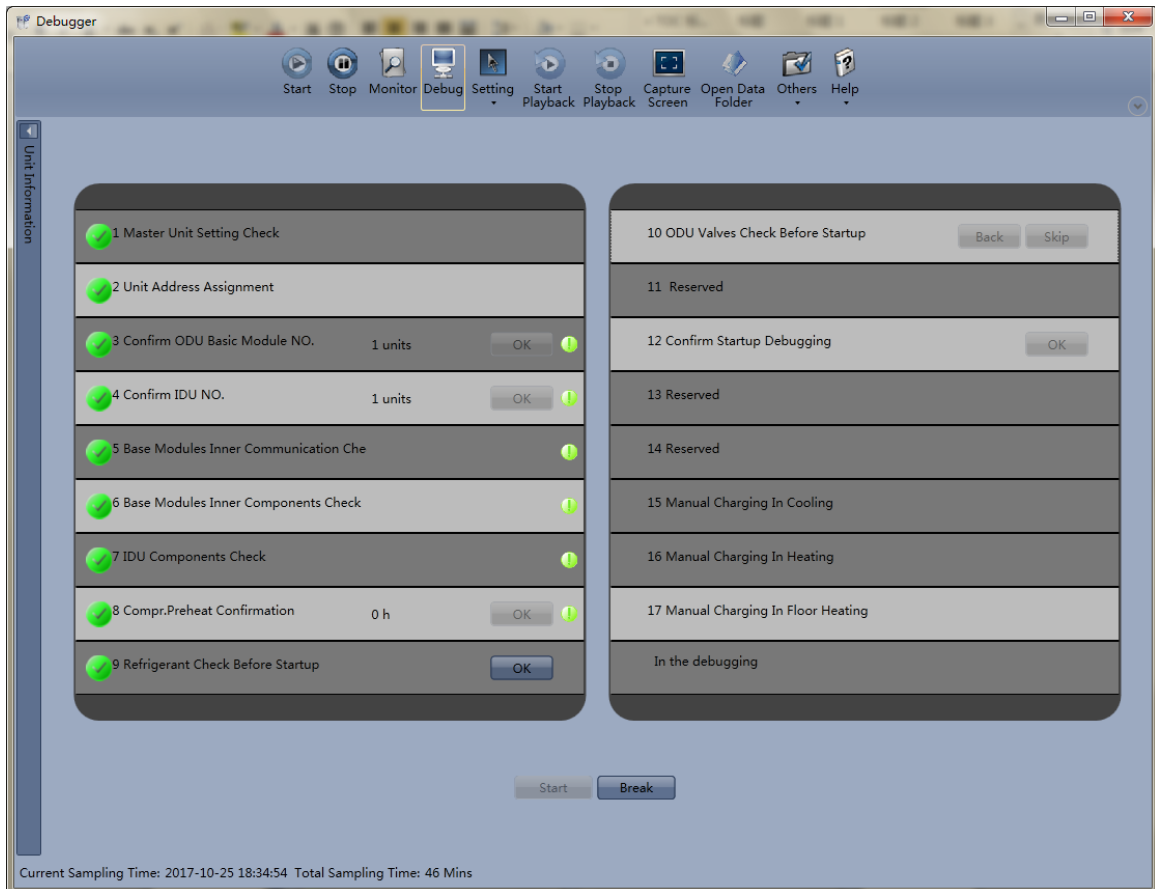 Debugger
Start
Stop
Monitor
Debug
Setting
Start Playback
Stop Playback
Capture Screen
Open Data Folder
Others
Help
Unit Information
1 Master Unit Setting Check
2 Unit Address Assignment
3 Confirm ODU Basic Module NO. 1 units OK
4 Confirm IDU NO. 1 units OK
5 Base Modules Inner Communication Che
6 Base Modules Inner Components Check
7 IDU Components Check
8 Compr.Preheat Confirmation 0 h OK
9 Refrigerant Check Before Startup OK
10 ODU Valves Check Before Startup Back Skip
11 Reserved
12 Confirm Startup Debugging OK
13 Reserved
14 Reserved
15 Manual Charging In Cooling
16 Manual Charging In Heating
17 Manual Charging In Floor Heating
In the debugging
Start Break
Current Sampling Time: 2017-10-25 18:34:54 Total Sampling Time: 46 Mins